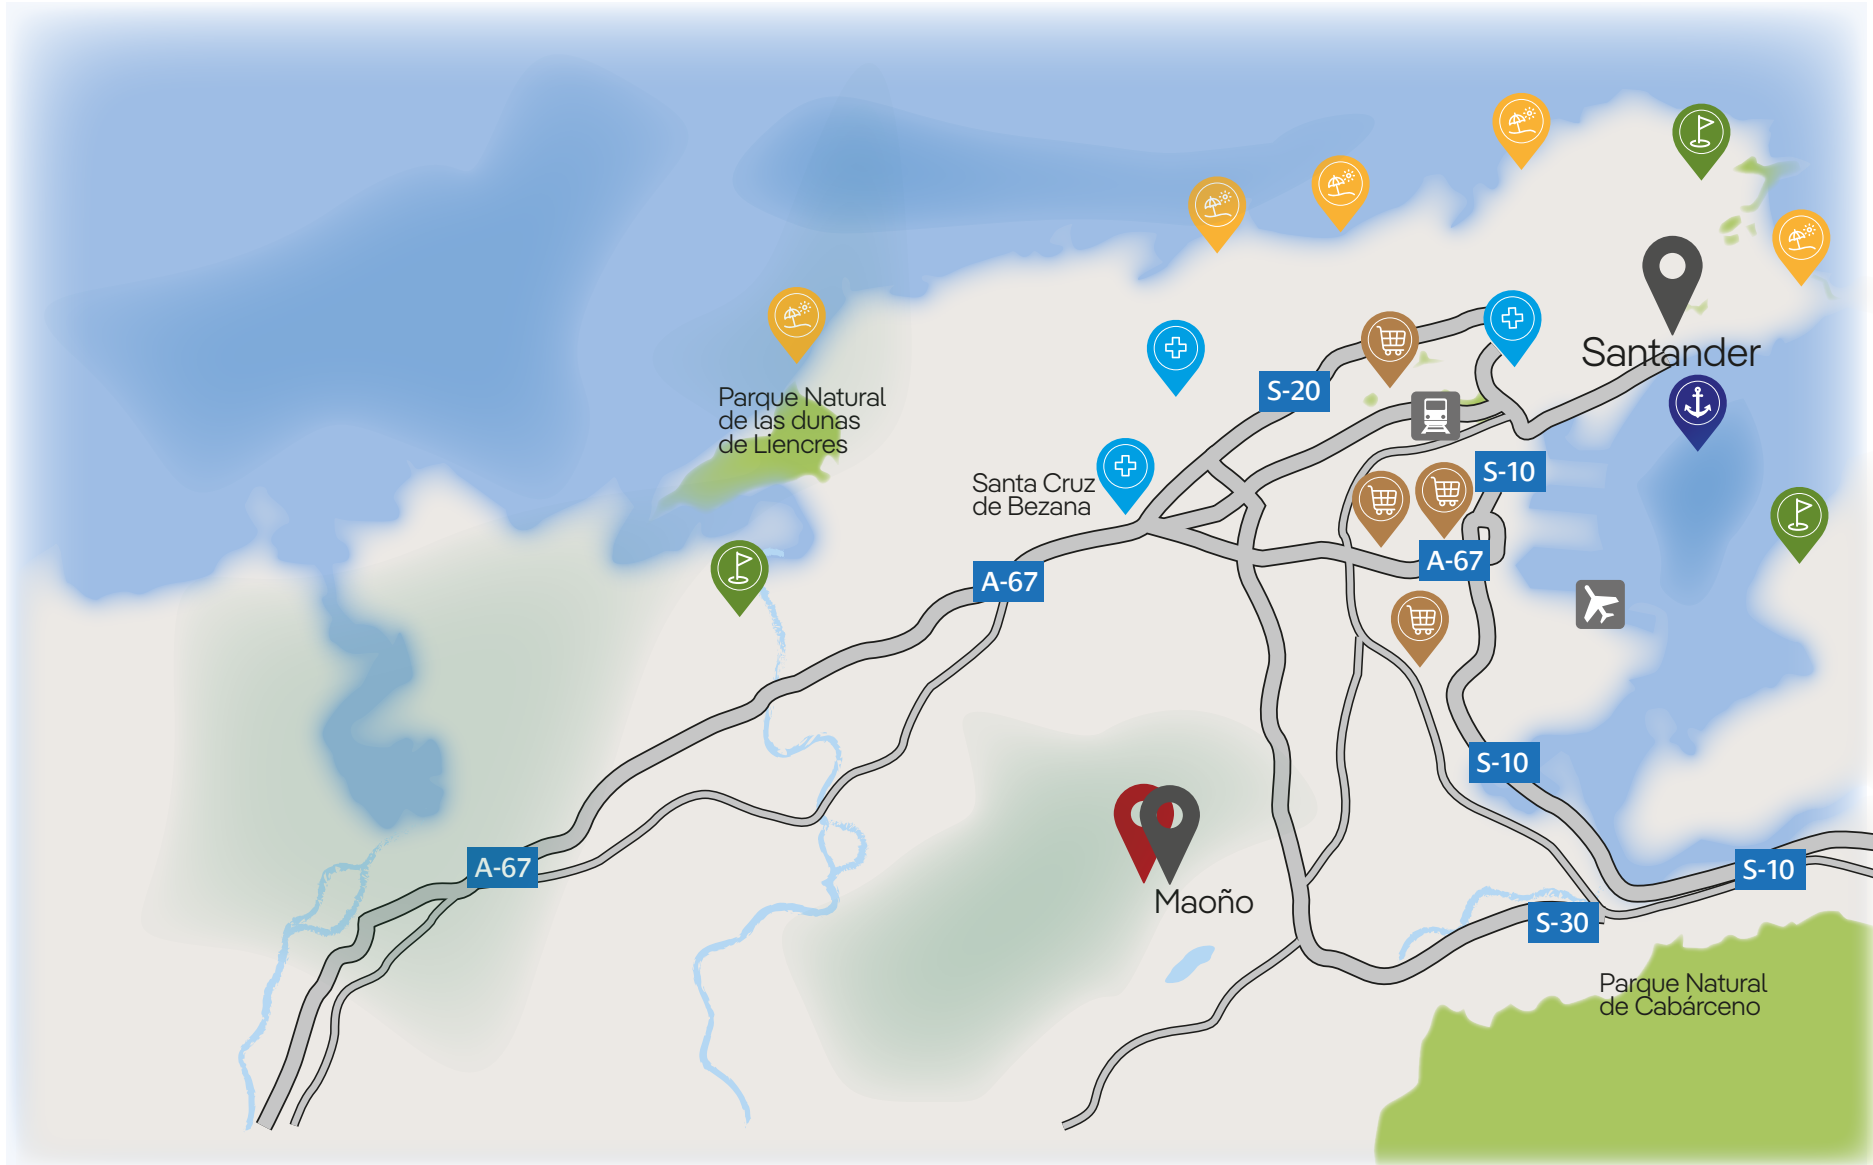 Santander
S-20
Parque Natural
de las dunas
de Liencres
S-10
Santa Cruz
de Bezana
A-67
A-67
S-10
A-67
S-10
Maoño
S-30
Parque Natural
de Cabárceno